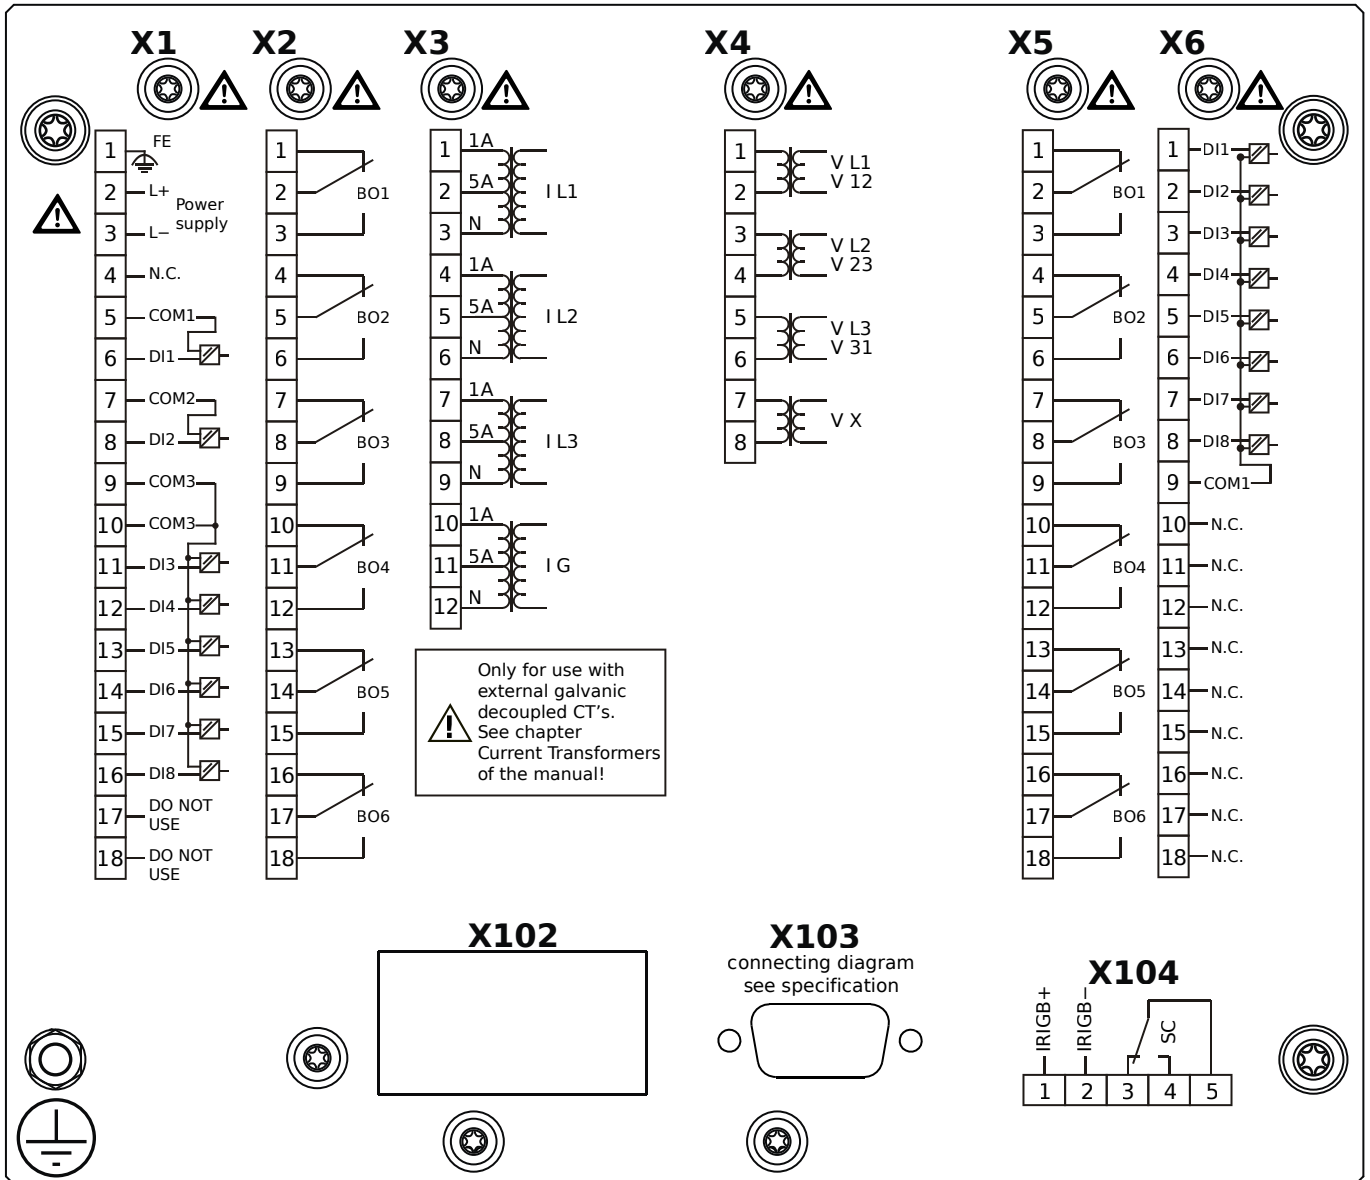 X1 X2 X3 X4 X5 X6
1 FE
2 L+
Power
supply
3 L−
4 N.C.
5 COM1
6 DI1
7 COM2
8 DI2
9 COM3
10 COM3
11 DI3
12 DI4
13 DI5
14 DI6
15 DI7
16 DI8
17 DO NOT
USE
18 DO NOT
USE
1
2 BO1
3
4
5 BO2
6
7
8 BO3
9
10
11 BO4
12
13
14 BO5
15
16
17 BO6
18
1 1A
2 5A I L1
3 N
4 1A
5 5A I L2
6 N
7 1A
8 5A I L3
9 N
10 1A
11 5A I G
12 N
Only for use with
external galvanic
decoupled CT's.
See chapter
Current Transformers
of the manual!
1 V L1
2 V 12
3 V L2
4 V 23
5 V L3
6 V 31
7 V X
8
1
2 BO1
3
4
5 BO2
6
7
8 BO3
9
10
11 BO4
12
13
14 BO5
15
16
17 BO6
18
1 DI1
2 DI2
3 DI3
4 DI4
5 DI5
6 DI6
7 DI7
8 DI8
9 COM1
10 N.C.
11 N.C.
12 N.C.
13 N.C.
14 N.C.
15 N.C.
16 N.C.
17 N.C.
18 N.C.
X102
X103
connecting diagram
see specification
X104
IRIGB+
IRIGB−
SC
1 2 3 4 5